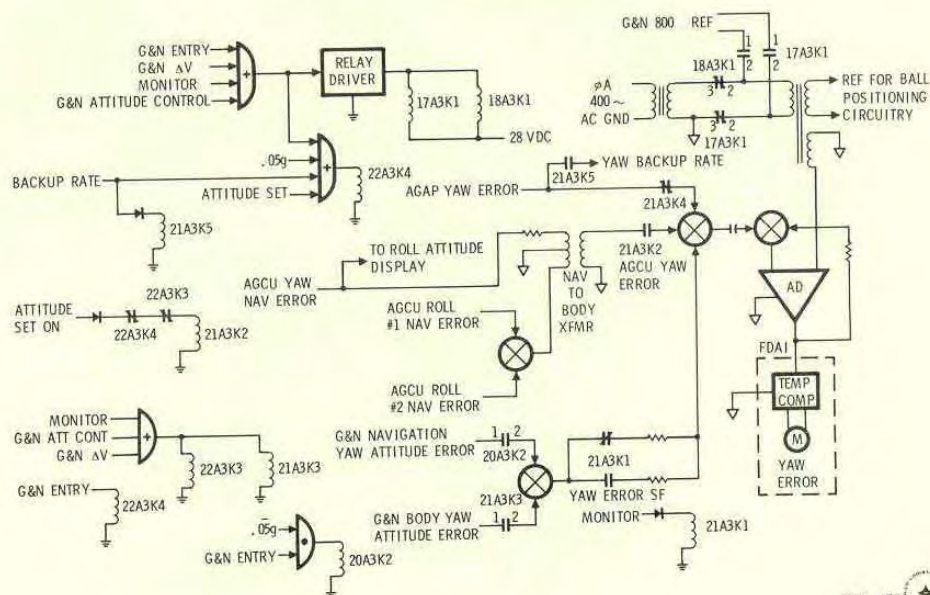 G&N ENTRY
G&N ΔV
MONITOR
G&N ATTITUDE CONTROL
+
RELAY
DRIVER
17A3K1
18A3K1
28 VDC
.05g
BACKUP RATE
ATTITUDE SET
+
22A3K4
21A3K5
ATTITUDE
SET ON
22A3K4
22A3K3
21A3K2
MONITOR
G&N ATT CONT
G&N ΔV
+
22A3K3
21A3K3
G&N ENTRY
22A3K4
.05g
G&N ENTRY
20A3K2
G&N 800 REF
1
2
1
2
17A3K1
18A3K1
3 2
øA
400~
AC GND
3 2
17A3K1
REF FOR BALL
POSITIONING
CIRCUITRY
YAW BACKUP RATE
21A3K5
AGAP YAW ERROR
21A3K4
TO ROLL ATTITUDE
DISPLAY
AGCU YAW
NAV ERROR
NAV
TO
BODY
XFMR
21A3K2
AGCU YAW
ERROR
AGCU ROLL
#1 NAV ERROR
AGCU ROLL
#2 NAV ERROR
G&N NAVIGATION
YAW ATTITUDE ERROR
1 2
20A3K2
21A3K3
1 2
G&N BODY YAW
ATTITUDE ERROR
21A3K1
YAW ERROR SF
MONITOR
21A3K1
AD
FDAI
TEMP
COMP
M
YAW
ERROR